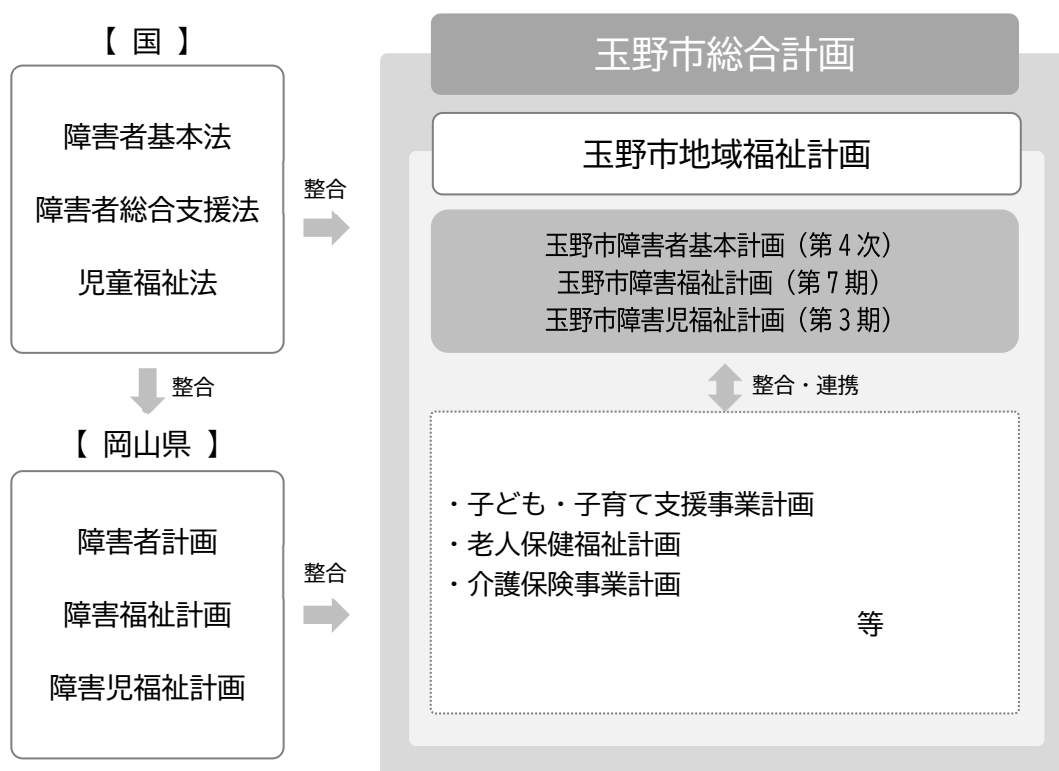 【 国 】
障害者基本法
障害者総合支援法
児童福祉法
整合
整合
【 岡山県 】
障害者計画
障害福祉計画
障害児福祉計画
整合
玉野市総合計画
玉野市地域福祉計画
玉野市障害者基本計画（第４次）
玉野市障害福祉計画（第７期）
玉野市障害児福祉計画（第３期）
整合・連携
・子ども・子育て支援事業計画
・老人保健福祉計画
・介護保険事業計画
等